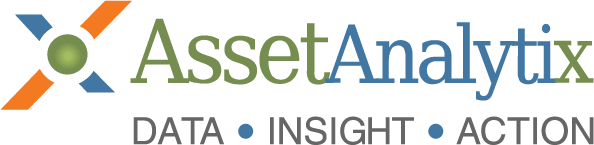 AssetAnalytix
DATA • INSIGHT • ACTION